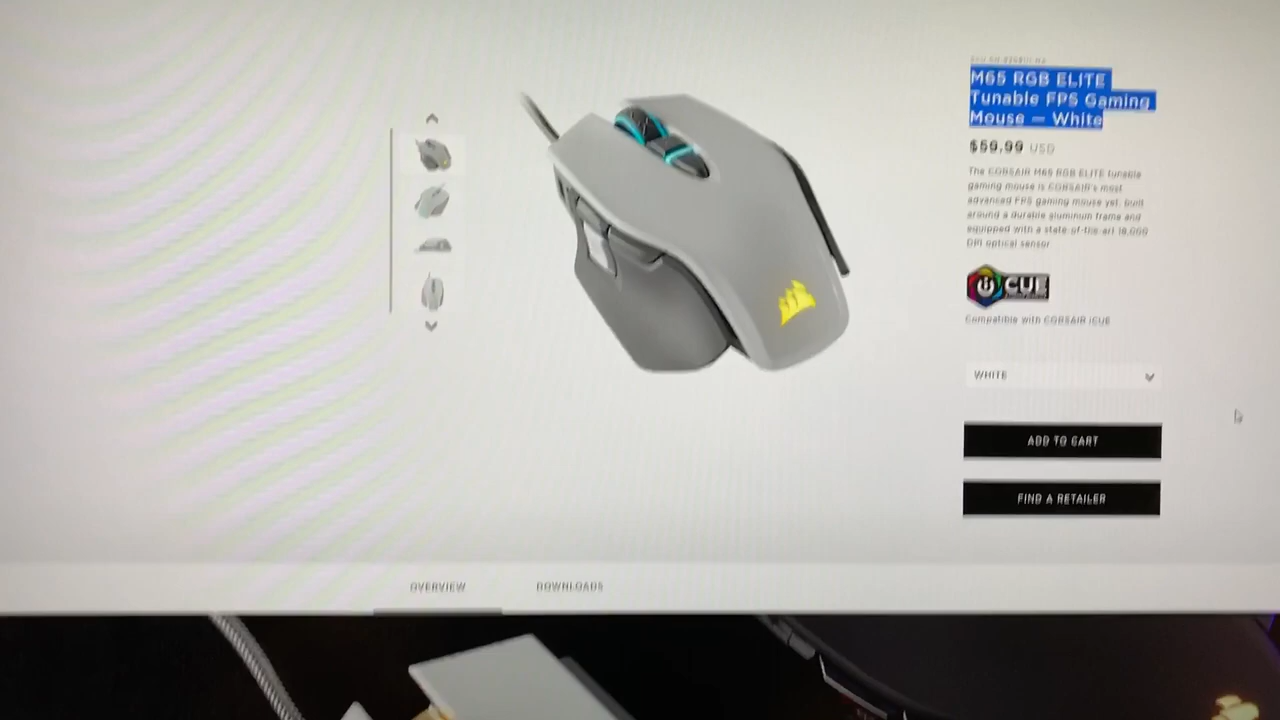 M65 RGB ELITE
Tunable FPS Gaming
Mouse — White
$59.99 USD
The CORSAIR M65 RGB ELITE tunable
gaming mouse is CORSAIR's most
advanced FPS gaming mouse yet, built
around a durable aluminum frame and
equipped with a state-of-the-art 18,000
DPI optical sensor
iCUE
Compatible with CORSAIR iCUE
WHITE
ADD TO CART
FIND A RETAILER
OVERVIEW
DOWNLOADS